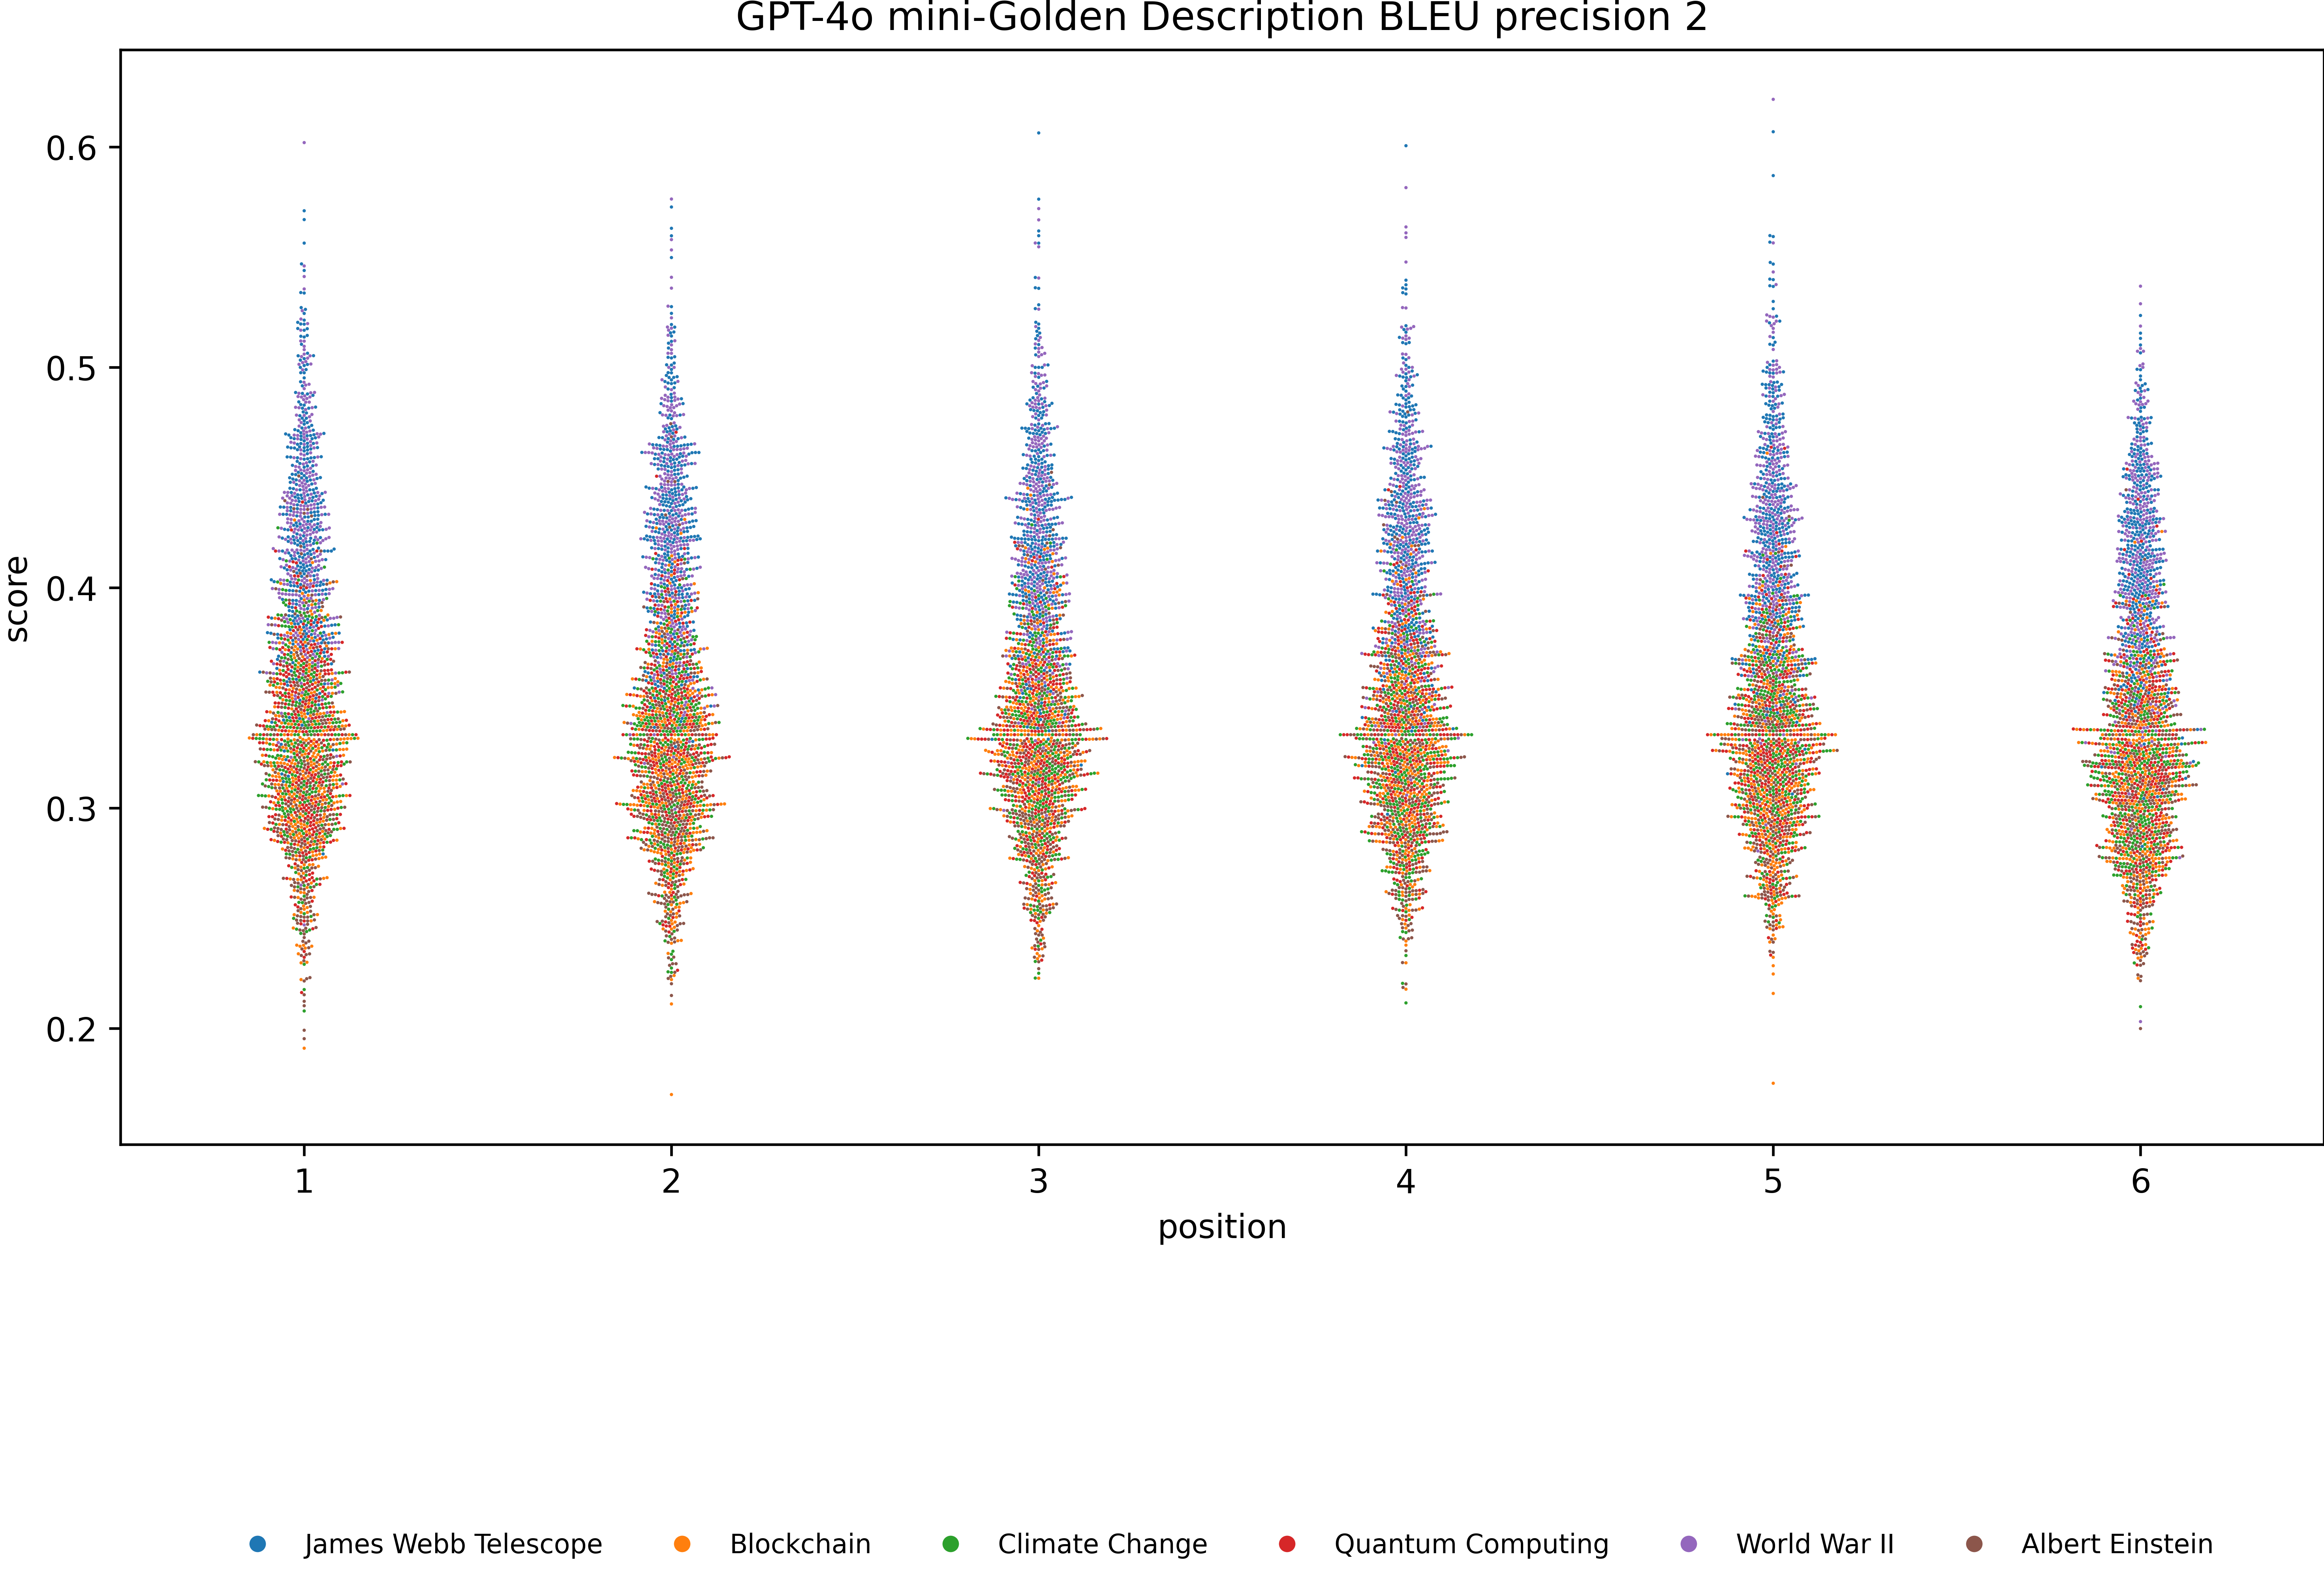 GPT-4o mini-Golden Description BLEU precision 2
score
0.6
0.5
0.4
0.3
0.2
1 2 3 4 5 6
position
James Webb Telescope Blockchain Climate Change Quantum Computing World War II Albert Einstein